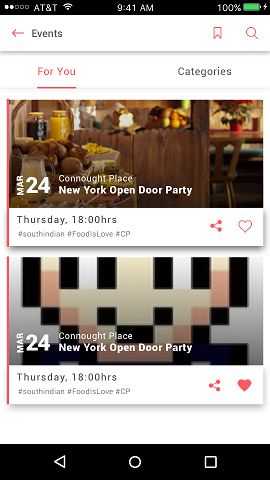 AT&T 9:41 AM 100%
Events
For You Categories
MAR 24 Connought Place
New York Open Door Party
Thursday, 18:00hrs
#southindian #FoodIsLove #CP
MAR 24 Connought Place
New York Open Door Party
Thursday, 18:00hrs
#southindian #FoodIsLove #CP